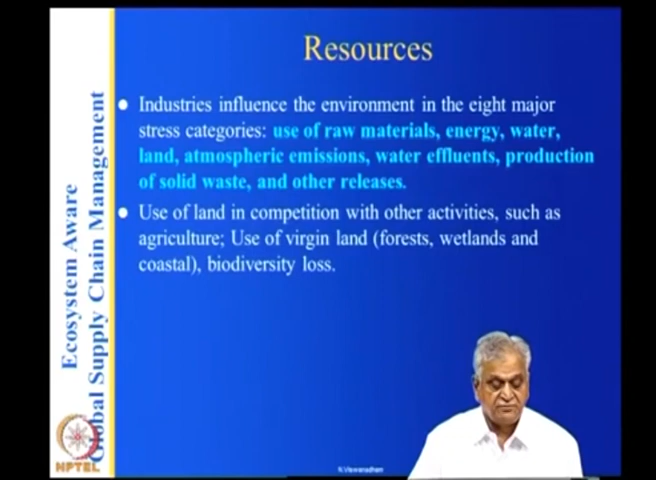 Resources
Industries influence the environment in the eight major
stress categories: use of raw materials, energy, water,
land, atmospheric emissions, water effluents, production
of solid waste, and other releases.
Use of land in competition with other activities, such as
agriculture; Use of virgin land (forests, wetlands and
coastal), biodiversity loss.
Ecosystem Aware
Global Supply Chain Management
NPTEL
N.Viswanadham